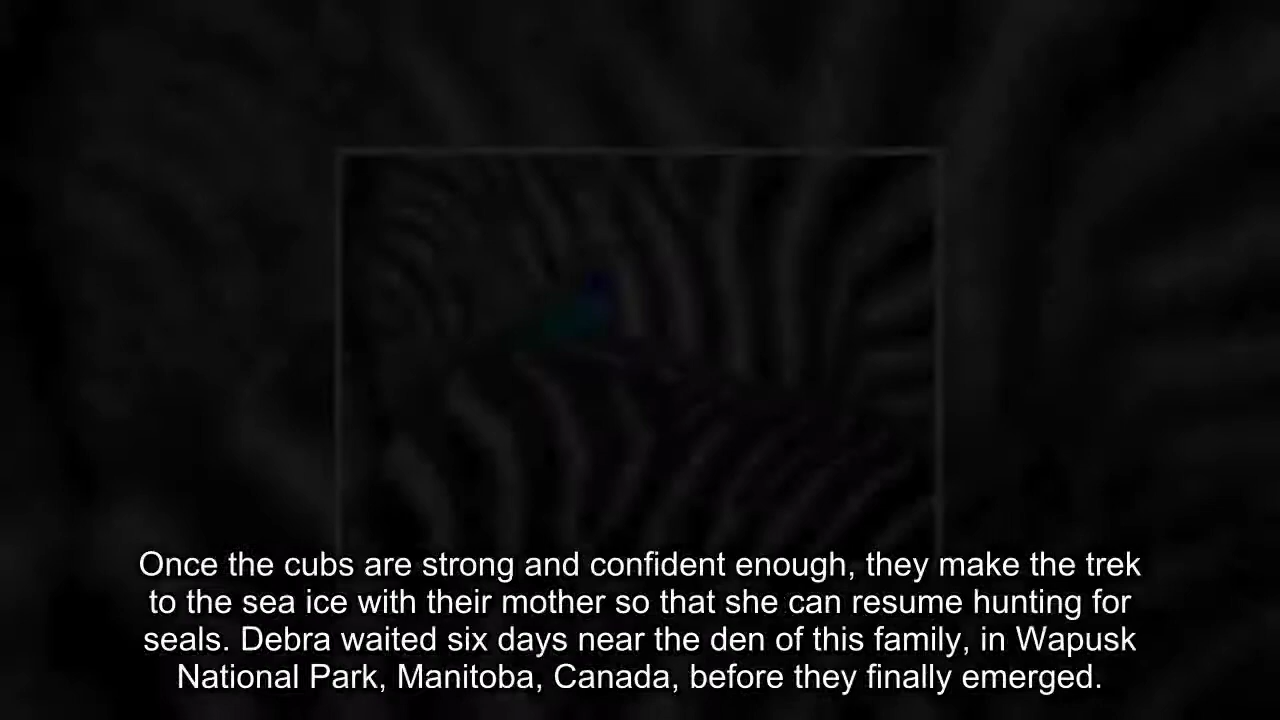 Once the cubs are strong and confident enough, they make the trek
to the sea ice with their mother so that she can resume hunting for
seals. Debra waited six days near the den of this family, in Wapusk
National Park, Manitoba, Canada, before they finally emerged.